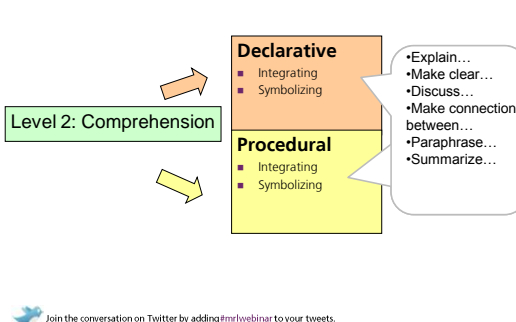 Level 2: Comprehension
Declarative
■ Integrating
■ Symbolizing
Procedural
■ Integrating
■ Symbolizing
•Explain…
•Make clear…
•Discuss…
•Make connection
between…
•Paraphrase…
•Summarize…
Join the conversation on Twitter by adding #mrlwebinar to your tweets.